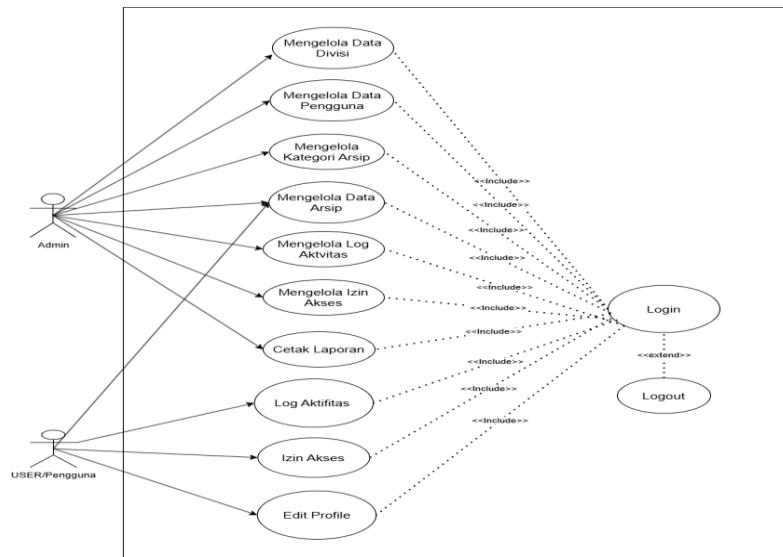 Mengelola Data
Divisi
Mengelola Data
Pengguna
Mengelola
Kategori Arsip
Mengelola Data
Arsip
Mengelola Log
Aktvitas
Mengelola Izin
Akses
Cetak Laporan
Log Aktifitas
Izin Akses
Edit Profile
Admin
USER/Pengguna
<<Include>>
<<Include>>
<<Include>>
<<Include>>
<<Include>>
<<Include>>
<<Include>>
<<Include>>
<<Include>>
<<Include>>
Login
<<extend>>
Logout